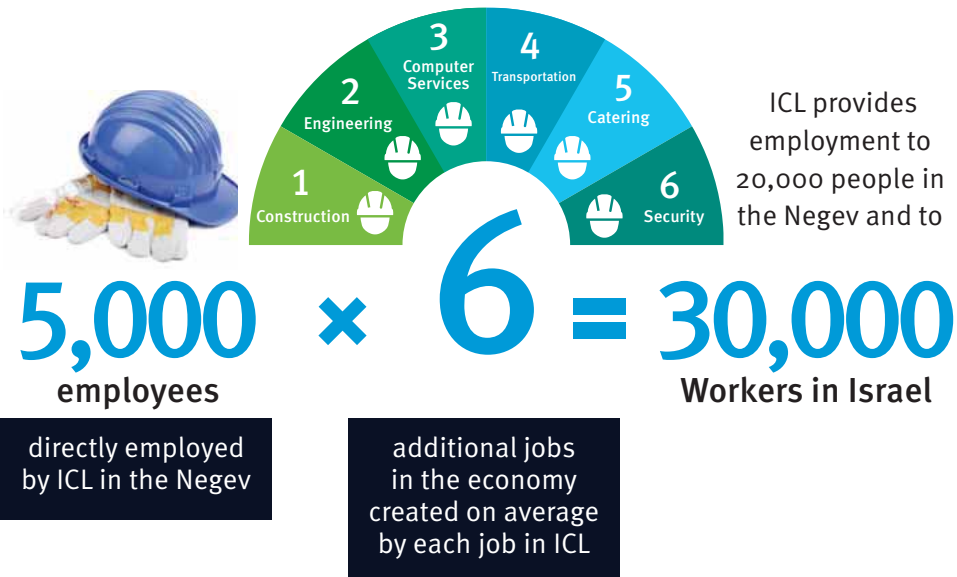 1
Construction
2
Engineering
3
Computer
Services
4
Transportation
5
Catering
6
Security
ICL provides
employment to
20,000 people in
the Negev and to
5,000 × 6 = 30,000
employees
Workers in Israel
directly employed
by ICL in the Negev
additional jobs
in the economy
created on average
by each job in ICL